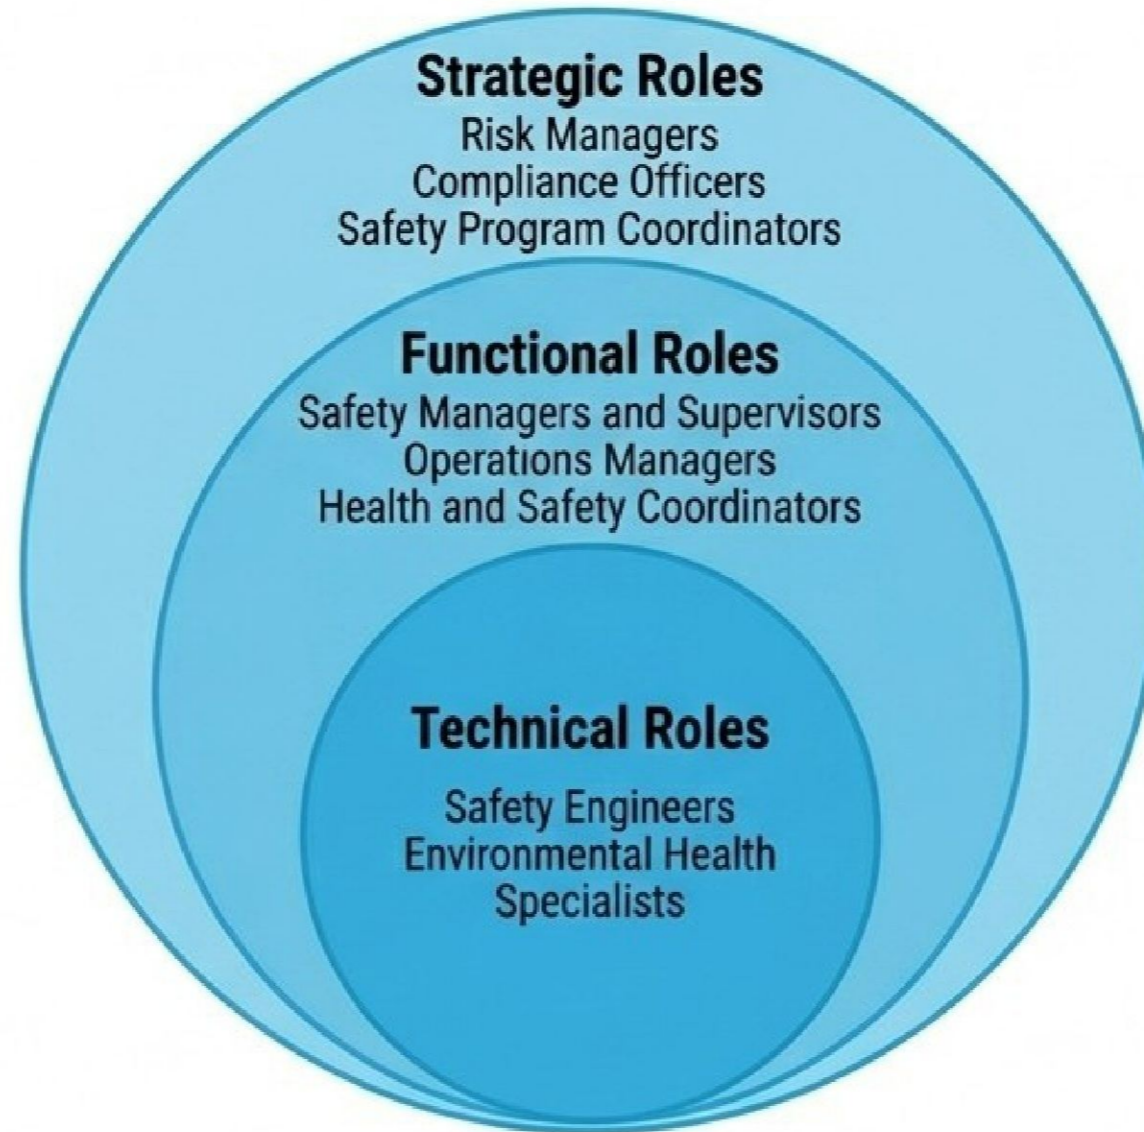 Strategic Roles
Risk Managers
Compliance Officers
Safety Program Coordinators
Functional Roles
Safety Managers and Supervisors
Operations Managers
Health and Safety Coordinators
Technical Roles
Safety Engineers
Environmental Health
Specialists